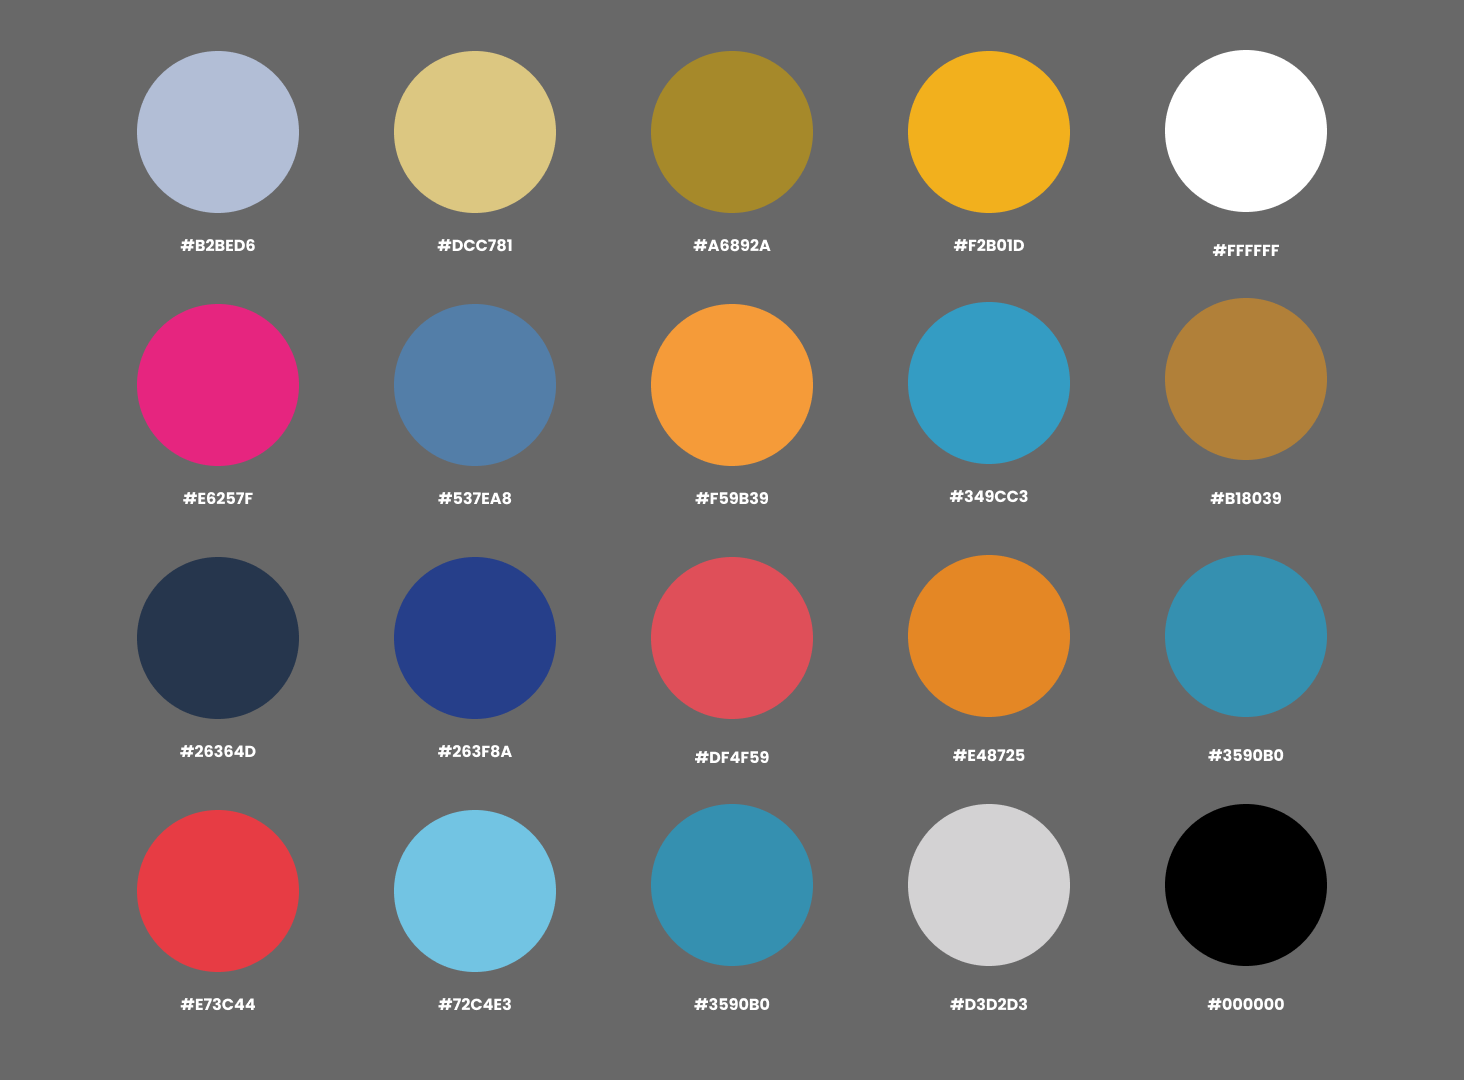 #B2BED6
#DCC781
#A6892A
#F2B01D
#FFFFFF
#E6257F
#537EA8
#F59B39
#349CC3
#B18039
#26364D
#263F8A
#DF4F59
#E48725
#3590B0
#E73C44
#72C4E3
#3590B0
#D3D2D3
#000000